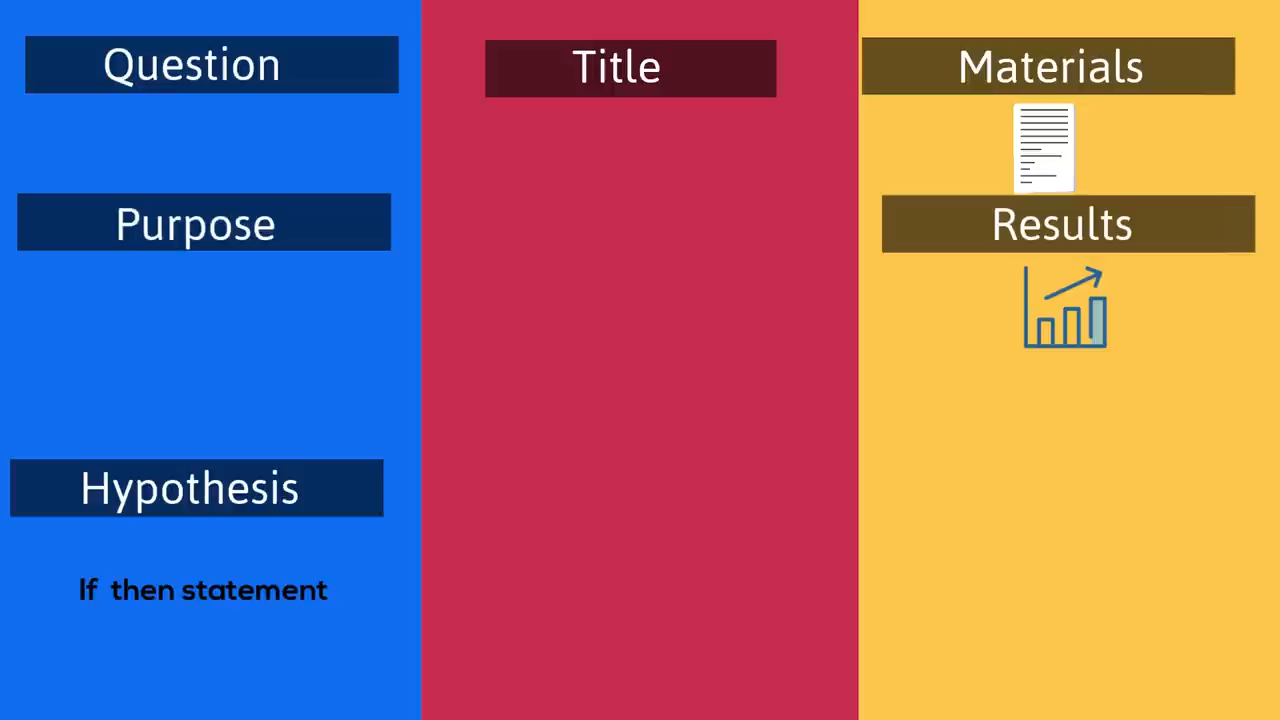 Question
Purpose
Hypothesis
If then statement
Title
Materials
Results